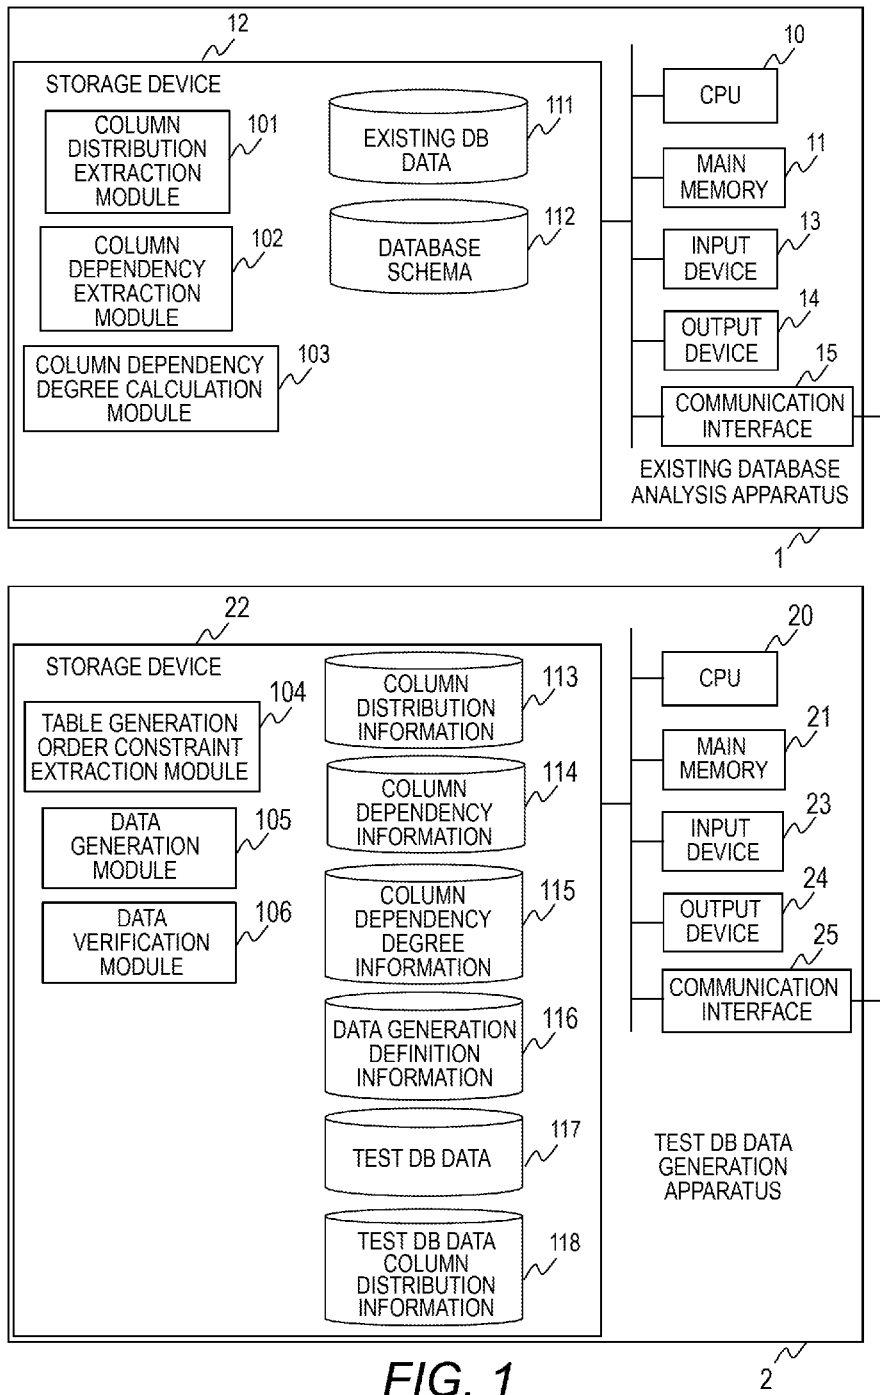 12
STORAGE DEVICE
COLUMN
DISTRIBUTION
EXTRACTION
MODULE
101
COLUMN
DEPENDENCY
EXTRACTION
MODULE
102
COLUMN DEPENDENCY
DEGREE CALCULATION
MODULE
103
EXISTING DB
DATA
111
DATABASE
SCHEMA
112
10
CPU
11
MAIN
MEMORY
13
INPUT
DEVICE
14
OUTPUT
DEVICE
15
COMMUNICATION
INTERFACE
EXISTING DATABASE
ANALYSIS APPARATUS
1
22
STORAGE DEVICE
TABLE GENERATION
ORDER CONSTRAINT
EXTRACTION MODULE
104
DATA
GENERATION
MODULE
105
DATA
VERIFICATION
MODULE
106
COLUMN
DISTRIBUTION
INFORMATION
113
COLUMN
DEPENDENCY
INFORMATION
114
COLUMN
DEPENDENCY
DEGREE
INFORMATION
115
DATA GENERATION
DEFINITION
INFORMATION
116
TEST DB DATA
117
TEST DB DATA
COLUMN
DISTRIBUTION
INFORMATION
118
20
CPU
21
MAIN
MEMORY
23
INPUT
DEVICE
24
OUTPUT
DEVICE
25
COMMUNICATION
INTERFACE
TEST DB DATA
GENERATION
APPARATUS
2
FIG. 1